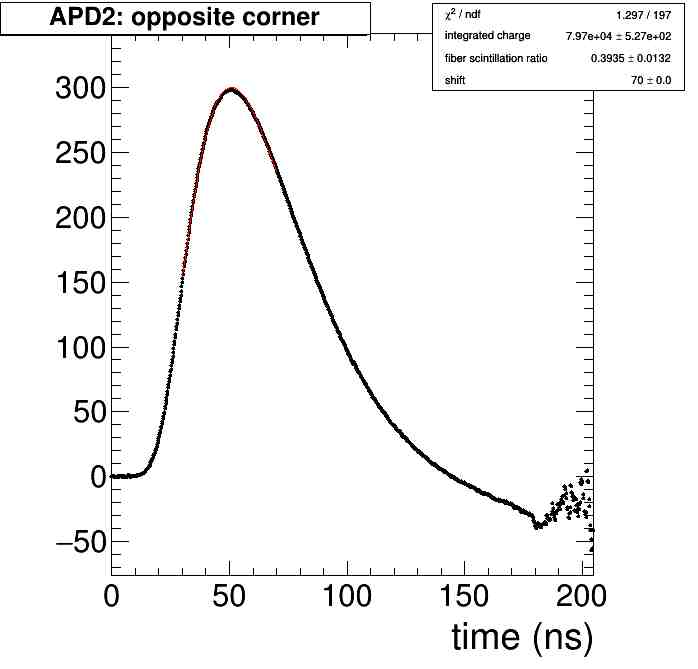 APD2: opposite corner
χ² / ndf 1.297 / 197
integrated charge 7.97e+04 ± 5.27e+02
fiber scintillation ratio 0.3935 ± 0.0132
shift 70 ± 0.0
300
250
200
150
100
50
0
−50
0 50 100 150 200
time (ns)